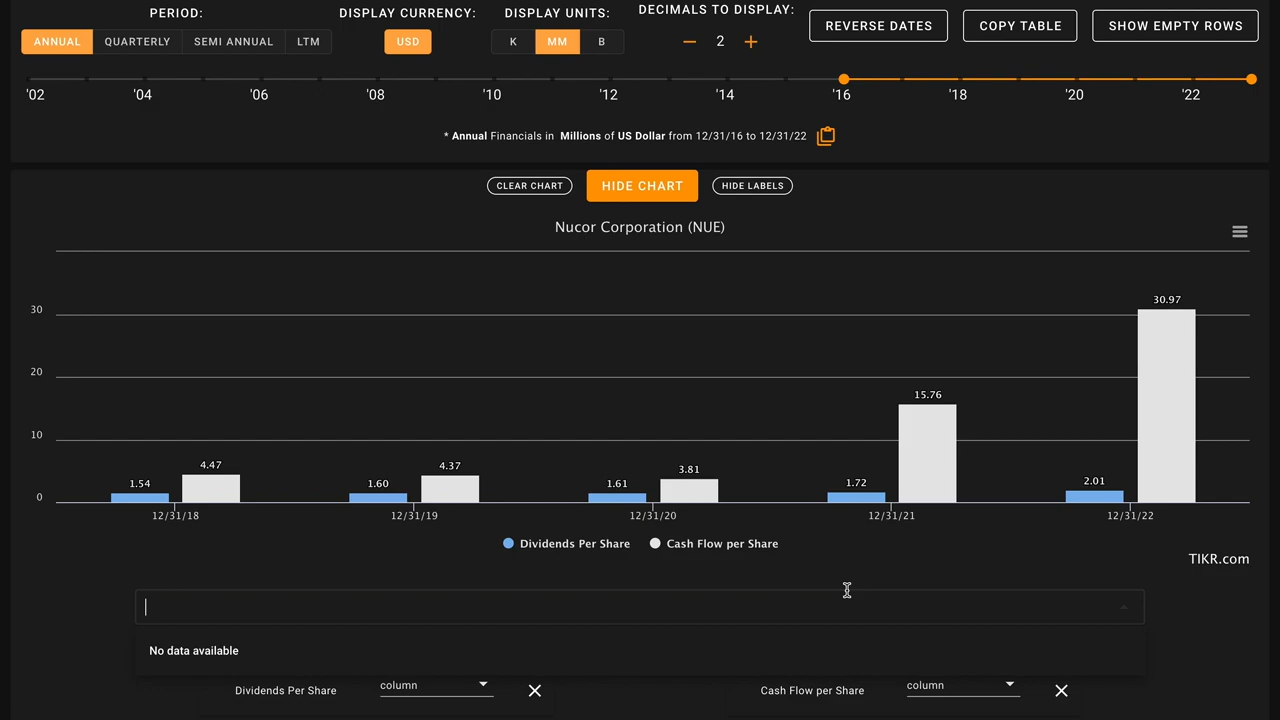 PERIOD: DISPLAY CURRENCY: DISPLAY UNITS: DECIMALS TO DISPLAY:
ANNUAL QUARTERLY SEMI ANNUAL LTM USD K MM B − 2 + REVERSE DATES COPY TABLE SHOW EMPTY ROWS
'02 '04 '06 '08 '10 '12 '14 '16 '18 '20 '22
* Annual Financials in Millions of US Dollar from 12/31/16 to 12/31/22
CLEAR CHART HIDE CHART HIDE LABELS
Nucor Corporation (NUE)
30
20
10
0
1.54 4.47 1.60 4.37 1.61 3.81 1.72 15.76 2.01 30.97
12/31/18 12/31/19 12/31/20 12/31/21 12/31/22
Dividends Per Share Cash Flow per Share
TIKR.com
No data available
Dividends Per Share column Cash Flow per Share column